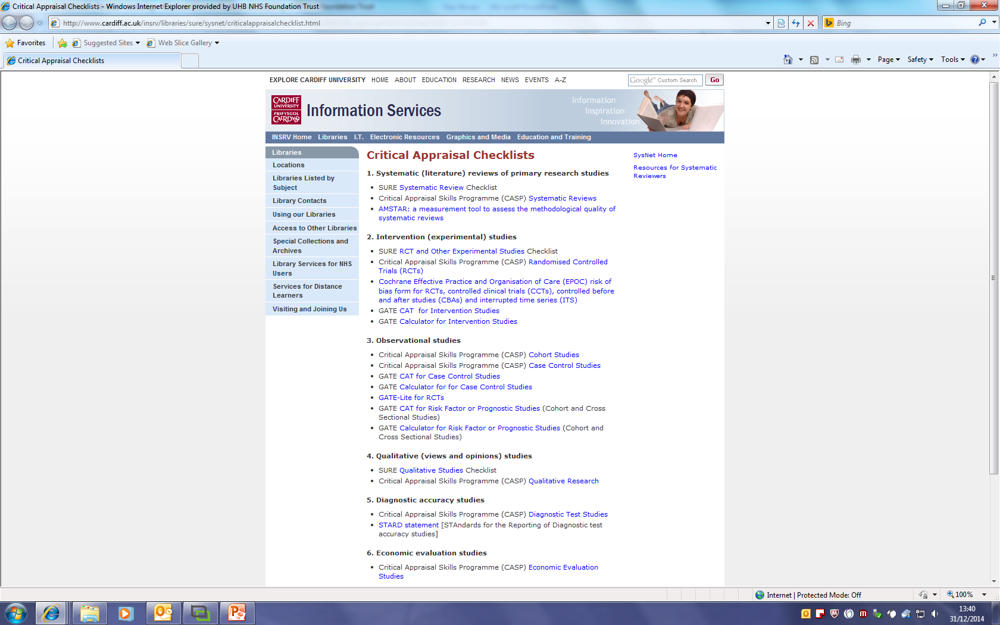 Critical Appraisal Checklists - Windows Internet Explorer provided by UHB NHS Foundation Trust
http://www.cardiff.ac.uk/insrv/libraries/sure/sysnet/criticalappraisalchecklist.html
Bing
Favorites
Suggested Sites
Web Slice Gallery
Critical Appraisal Checklists
Page
Safety
Tools
EXPLORE CARDIFF UNIVERSITY HOME ABOUT EDUCATION RESEARCH NEWS EVENTS A-Z
Google™ Custom Search
Go
CARDIFF
UNIVERSITY
PRIFYSGOL
CAERDYDD
Information Services
Information
Inspiration
Innovation
INSRV Home Libraries I.T. Electronic Resources Graphics and Media Education and Training
Libraries
Locations
Libraries Listed by
Subject
Library Contacts
Using our Libraries
Access to Other Libraries
Special Collections and
Archives
Library Services for NHS
Users
Services for Distance
Learners
Visiting and Joining Us
Critical Appraisal Checklists
1. Systematic (literature) reviews of primary research studies
• SURE Systematic Review Checklist
• Critical Appraisal Skills Programme (CASP) Systematic Reviews
• AMSTAR: a measurement tool to assess the methodological quality of
systematic reviews
2. Intervention (experimental) studies
• SURE RCT and Other Experimental Studies Checklist
• Critical Appraisal Skills Programme (CASP) Randomised Controlled
Trials (RCTs)
• Cochrane Effective Practice and Organisation of Care (EPOC) risk of
bias form for RCTs, controlled clinical trials (CCTs), controlled before
and after studies (CBAs) and interrupted time series (ITS)
• GATE CAT for Intervention Studies
• GATE Calculator for Intervention Studies
3. Observational studies
• Critical Appraisal Skills Programme (CASP) Cohort Studies
• Critical Appraisal Skills Programme (CASP) Case Control Studies
• GATE CAT for Case Control Studies
• GATE Calculator for for Case Control Studies
• GATE-Lite for RCTs
• GATE CAT for Risk Factor or Prognostic Studies (Cohort and Cross
Sectional Studies)
• GATE Calculator for Risk Factor or Prognostic Studies (Cohort and
Cross Sectional Studies)
4. Qualitative (views and opinions) studies
• SURE Qualitative Studies Checklist
• Critical Appraisal Skills Programme (CASP) Qualitative Research
5. Diagnostic accuracy studies
• Critical Appraisal Skills Programme (CASP) Diagnostic Test Studies
• STARD statement [STAndards for the Reporting of Diagnostic test
accuracy studies]
6. Economic evaluation studies
• Critical Appraisal Skills Programme (CASP) Economic Evaluation
Studies
SysNet Home
Resources for Systematic
Reviewers
Internet | Protected Mode: Off
100%
13:40
31/12/2014